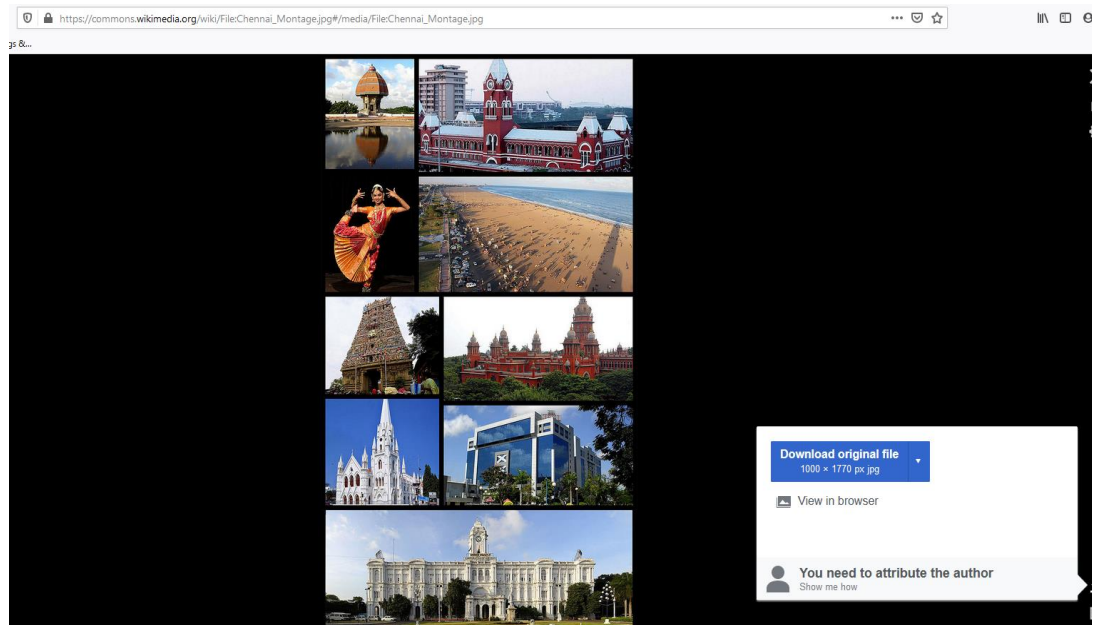 https://commons.wikimedia.org/wiki/File:Chennai_Montage.jpg#/media/File:Chennai_Montage.jpg
gs &...
Download original file
1000 × 1770 px jpg
View in browser
You need to attribute the author
Show me how